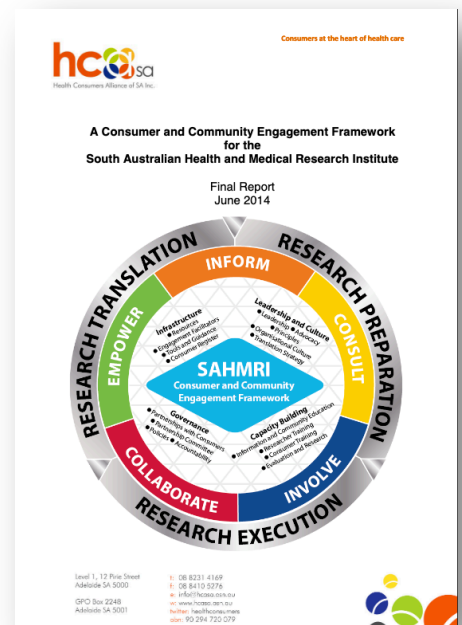 Consumers at the heart of health care
hcasa
Health Consumers Alliance of SA Inc.
A Consumer and Community Engagement Framework
for the
South Australian Health and Medical Research Institute
Final Report
June 2014
RESEARCH TRANSLATION
RESEARCH PREPARATION
RESEARCH EXECUTION
INFORM
CONSULT
INVOLVE
COLLABORATE
EMPOWER
Infrastructure
• Resources
• Engagement Facilitators
• Tools and Guidance
• Consumer Register
Leadership and Culture
• Leadership • Advocacy
• Principles
• Organisational Culture
• Translation Strategy
SAHMRI
Consumer and Community
Engagement Framework
Governance
• Partnerships with Consumers
• Partnership Committee
• Policies • Accountability
Capacity Building
• Information and Community Education
• Researcher Training
• Consumer Training
• Evaluation and Research
Level 1, 12 Pirie Street
Adelaide SA 5000
GPO Box 2248
Adelaide SA 5001
t: 08 8231 4169
f: 08 8410 5276
e: info@hcasa.asn.au
w: www.hcasa.asn.au
twitter: healthconsumers
abn: 90 294 720 079